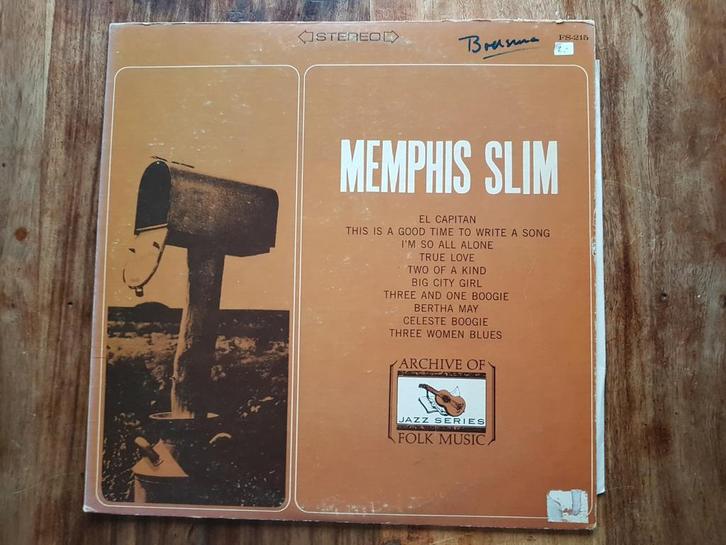 STEREO
FS-215
MEMPHIS SLIM
EL CAPITAN
THIS IS A GOOD TIME TO WRITE A SONG
I'M SO ALL ALONE
TRUE LOVE
TWO OF A KIND
BIG CITY GIRL
THREE AND ONE BOOGIE
BERTHA MAY
CELESTE BOOGIE
THREE WOMEN BLUES
ARCHIVE OF
JAZZ SERIES
FOLK MUSIC